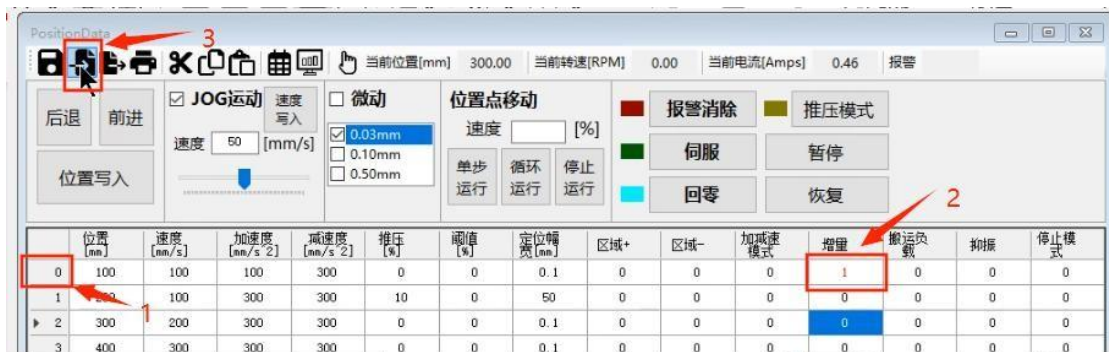 PositionData
3
当前位置[mm] 300.00 当前转速[RPM] 0.00 当前电流[Amps] 0.46 报警
后退 前进 位置写入
☑ JOG运动 速度写入
速度 50 [mm/s]
☐ 微动
☑ 0.03mm
☐ 0.10mm
☐ 0.50mm
位置点移动
速度 [%]
单步运行 循环运行 停止运行
报警消除 推压模式
伺服 暂停
回零 恢复
2
位置[mm] 速度[mm/s] 加速度[mm/s^2] 减速度[mm/s^2] 推压[%] 阈值[%] 定位幅宽[mm] 区域+ 区域- 加减速模式 增量 搬运负载 抑振 停止模式
0 100 100 100 300 0 0 0.1 0 0 0 1 0 0 0
1 100 300 300 10 0 50 0 0 0 0 0 0 0
1
2 300 200 300 300 0 0 0.1 0 0 0 0 0 0 0
3 400 300 300 300 0 0 0.1 0 0 0 0 0 0 0